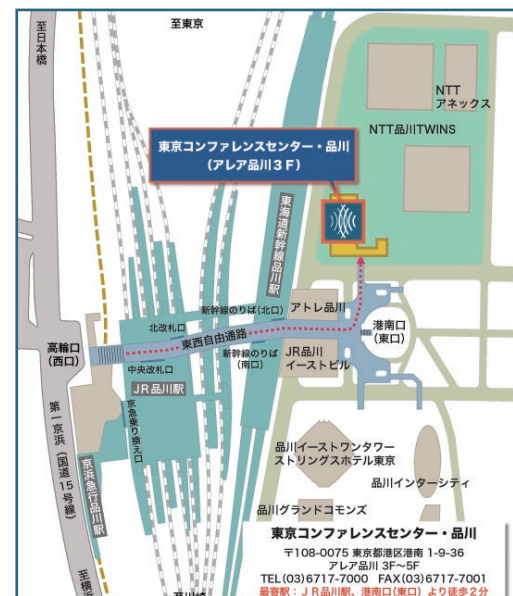 至日本橋
至東京
NTT
アネックス
NTT品川TWINS
東京コンファレンスセンター・品川
（アレア品川３F）
東海道新幹線品川駅
新幹線のりば(北口)
アトレ品川
北改札口
東西自由通路
港南口
（東口）
高輪口
（西口）
新幹線のりば
（南口）
JR品川
イーストビル
中央改札口
JR品川駅
京急乗り換え口
第一京浜（国道15号線）
京浜急行品川駅
品川イーストワンタワー
ストリングスホテル東京
品川インターシティ
品川グランドコモンズ
東京コンファレンスセンター・品川
〒108-0075 東京都港区港南 1-9-36
アレア品川 3F～5F
TEL(03)6717-7000 FAX(03)6717-7001
最寄駅：ＪＲ品川駅、港南口(東口) より徒歩２分